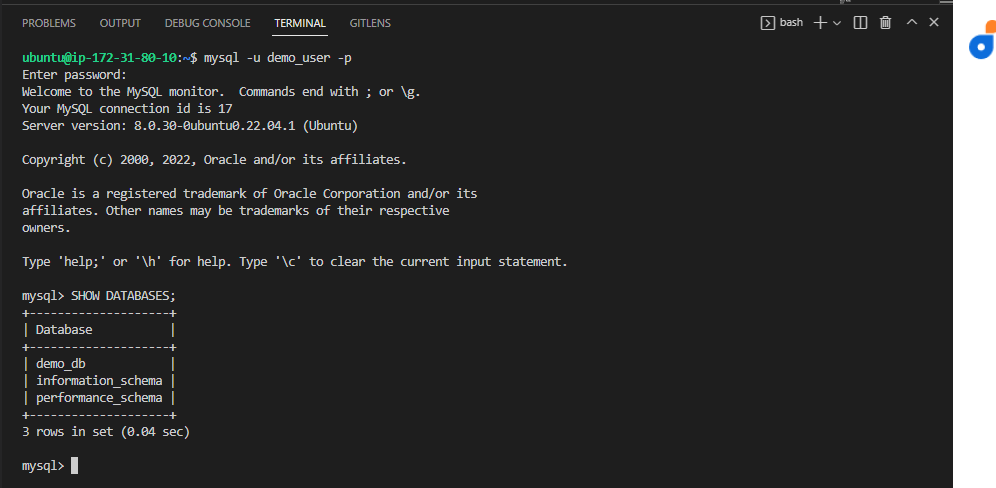 PROBLEMS OUTPUT DEBUG CONSOLE TERMINAL GITLENS bash
ubuntu@ip-172-31-80-10:~$ mysql -u demo_user -p
Enter password:
Welcome to the MySQL monitor.  Commands end with ; or \g.
Your MySQL connection id is 17
Server version: 8.0.30-0ubuntu0.22.04.1 (Ubuntu)
Copyright (c) 2000, 2022, Oracle and/or its affiliates.
Oracle is a registered trademark of Oracle Corporation and/or its
affiliates. Other names may be trademarks of their respective
owners.
Type 'help;' or '\h' for help. Type '\c' to clear the current input statement.
mysql> SHOW DATABASES;
+--------------------+
| Database           |
+--------------------+
| demo_db            |
| information_schema |
| performance_schema |
+--------------------+
3 rows in set (0.04 sec)
mysql>